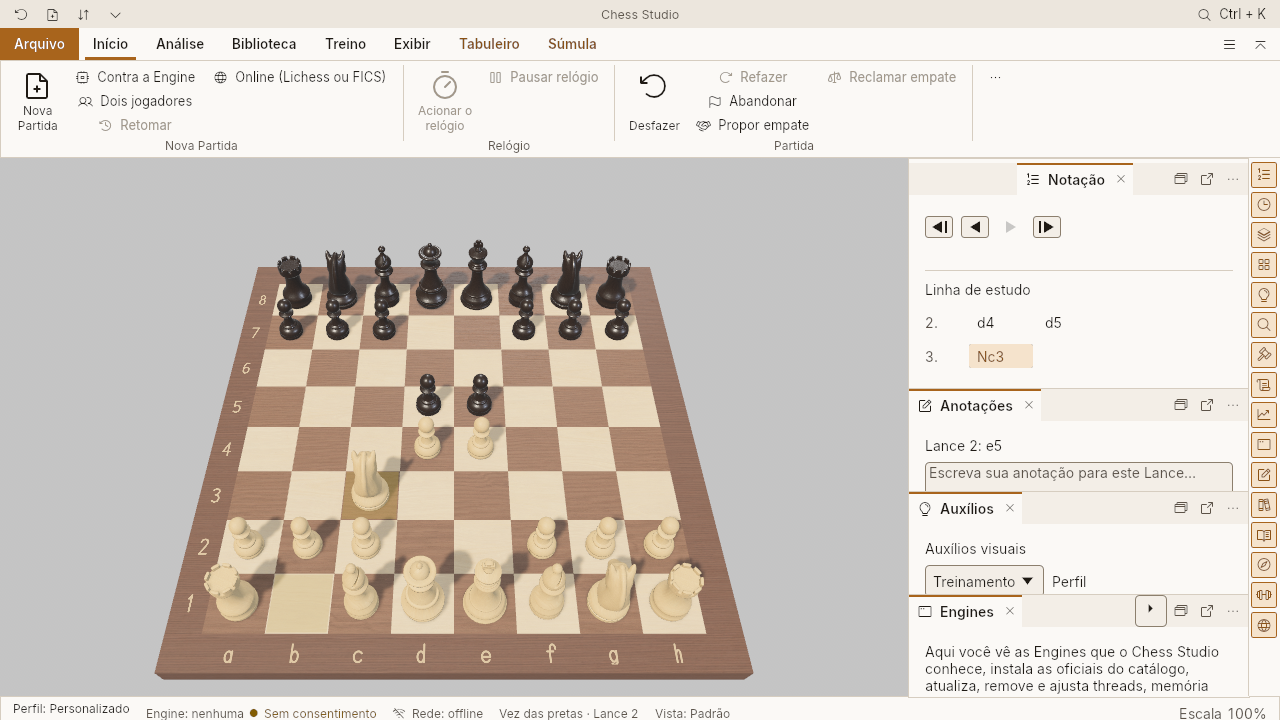 Chess Studio
Ctrl + K
Arquivo
Início
Análise
Biblioteca
Treino
Exibir
Tabuleiro
Súmula
Nova
Partida
Contra a Engine
Dois jogadores
Retomar
Online (Lichess ou FICS)
Nova Partida
Acionar o
relógio
Pausar relógio
Relógio
Desfazer
Refazer
Abandonar
Propor empate
Reclamar empate
Partida
...
8
7
6
5
4
3
2
1
a b c d e f g h
Notação
Linha de estudo
2. d4 d5
3. Nc3
Anotações
Lance 2: e5
Escreva sua anotação para este Lance...
Auxílios
Auxílios visuais
Treinamento
Perfil
Engines
Aqui você vê as Engines que o Chess Studio
conhece, instala as oficiais do catálogo,
atualiza, remove e ajusta threads, memória
Perfil: Personalizado
Engine: nenhuma
Sem consentimento
Rede: offline
Vez das pretas · Lance 2
Vista: Padrão
Escala 100%